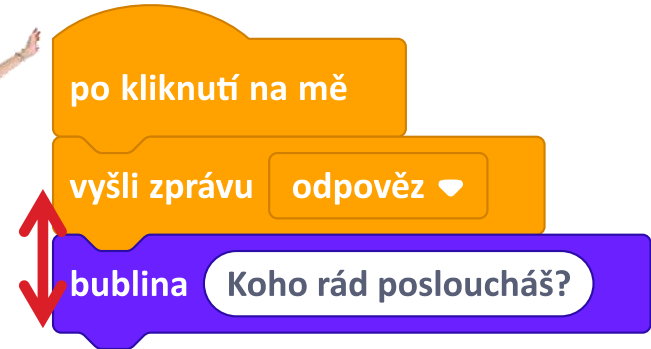 po kliknutí na mě
vyšli zprávu odpověz
bublina Koho rád posloucháš?